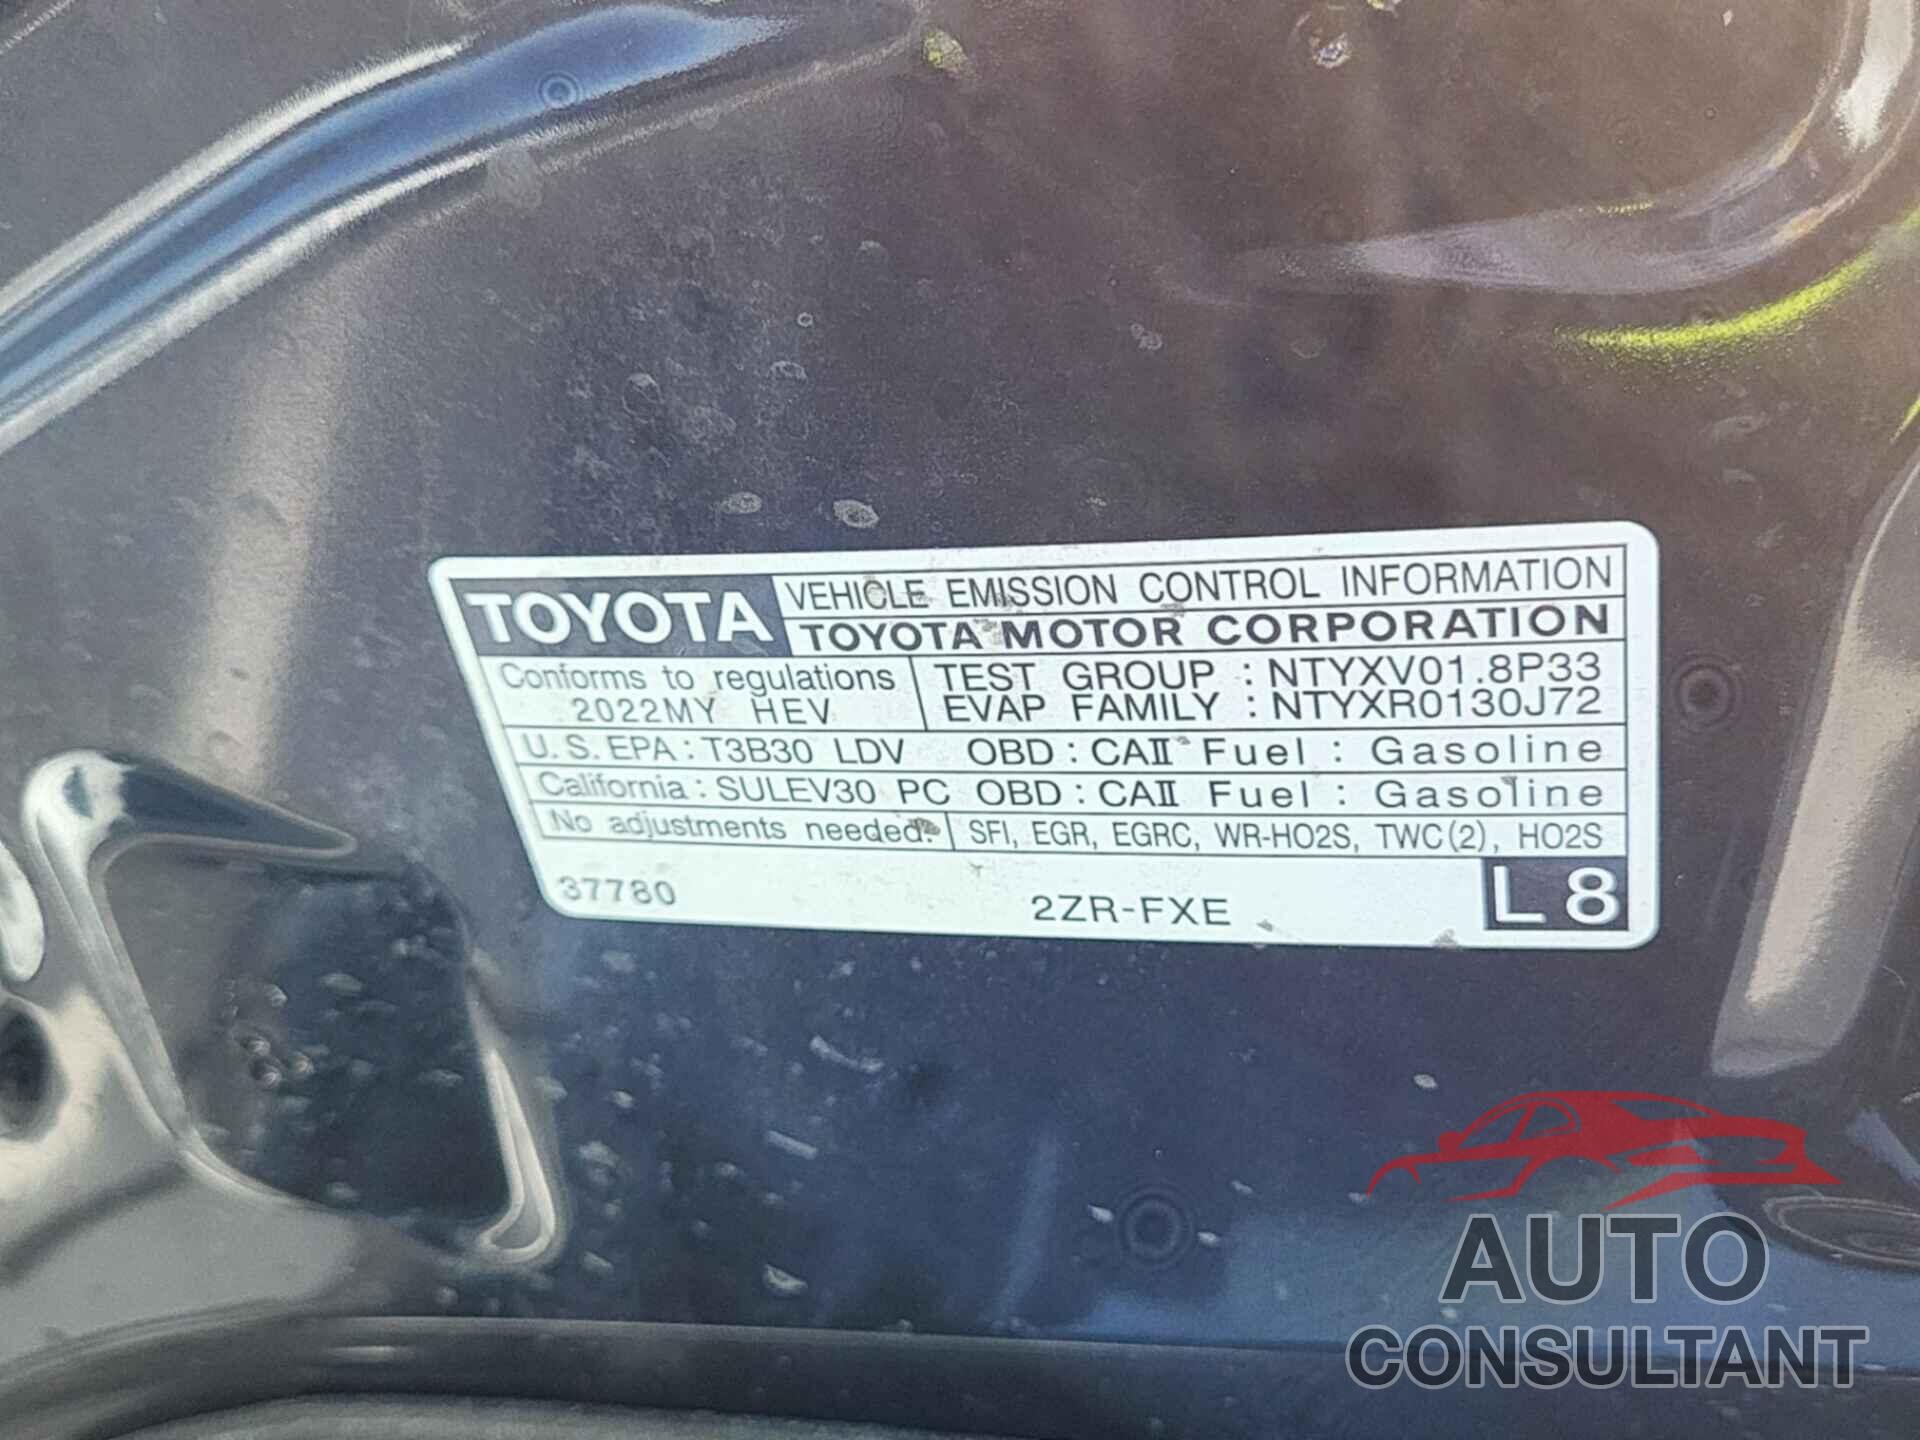 TOYOTA VEHICLE EMISSION CONTROL INFORMATION
TOYOTA MOTOR CORPORATION
Conforms to regulations
2022MY HEV
TEST GROUP : NTYXV01.8P33
EVAP FAMILY : NTYXR0130J72
U.S.EPA : T3B30 LDV OBD : CAII Fuel : Gasoline
California : SULEV30 PC OBD : CAII Fuel : Gasoline
No adjustments needed. SFI, EGR, EGRC, WR-HO2S, TWC(2), HO2S
37780 2ZR-FXE L8
AUTO
CONSULTANT